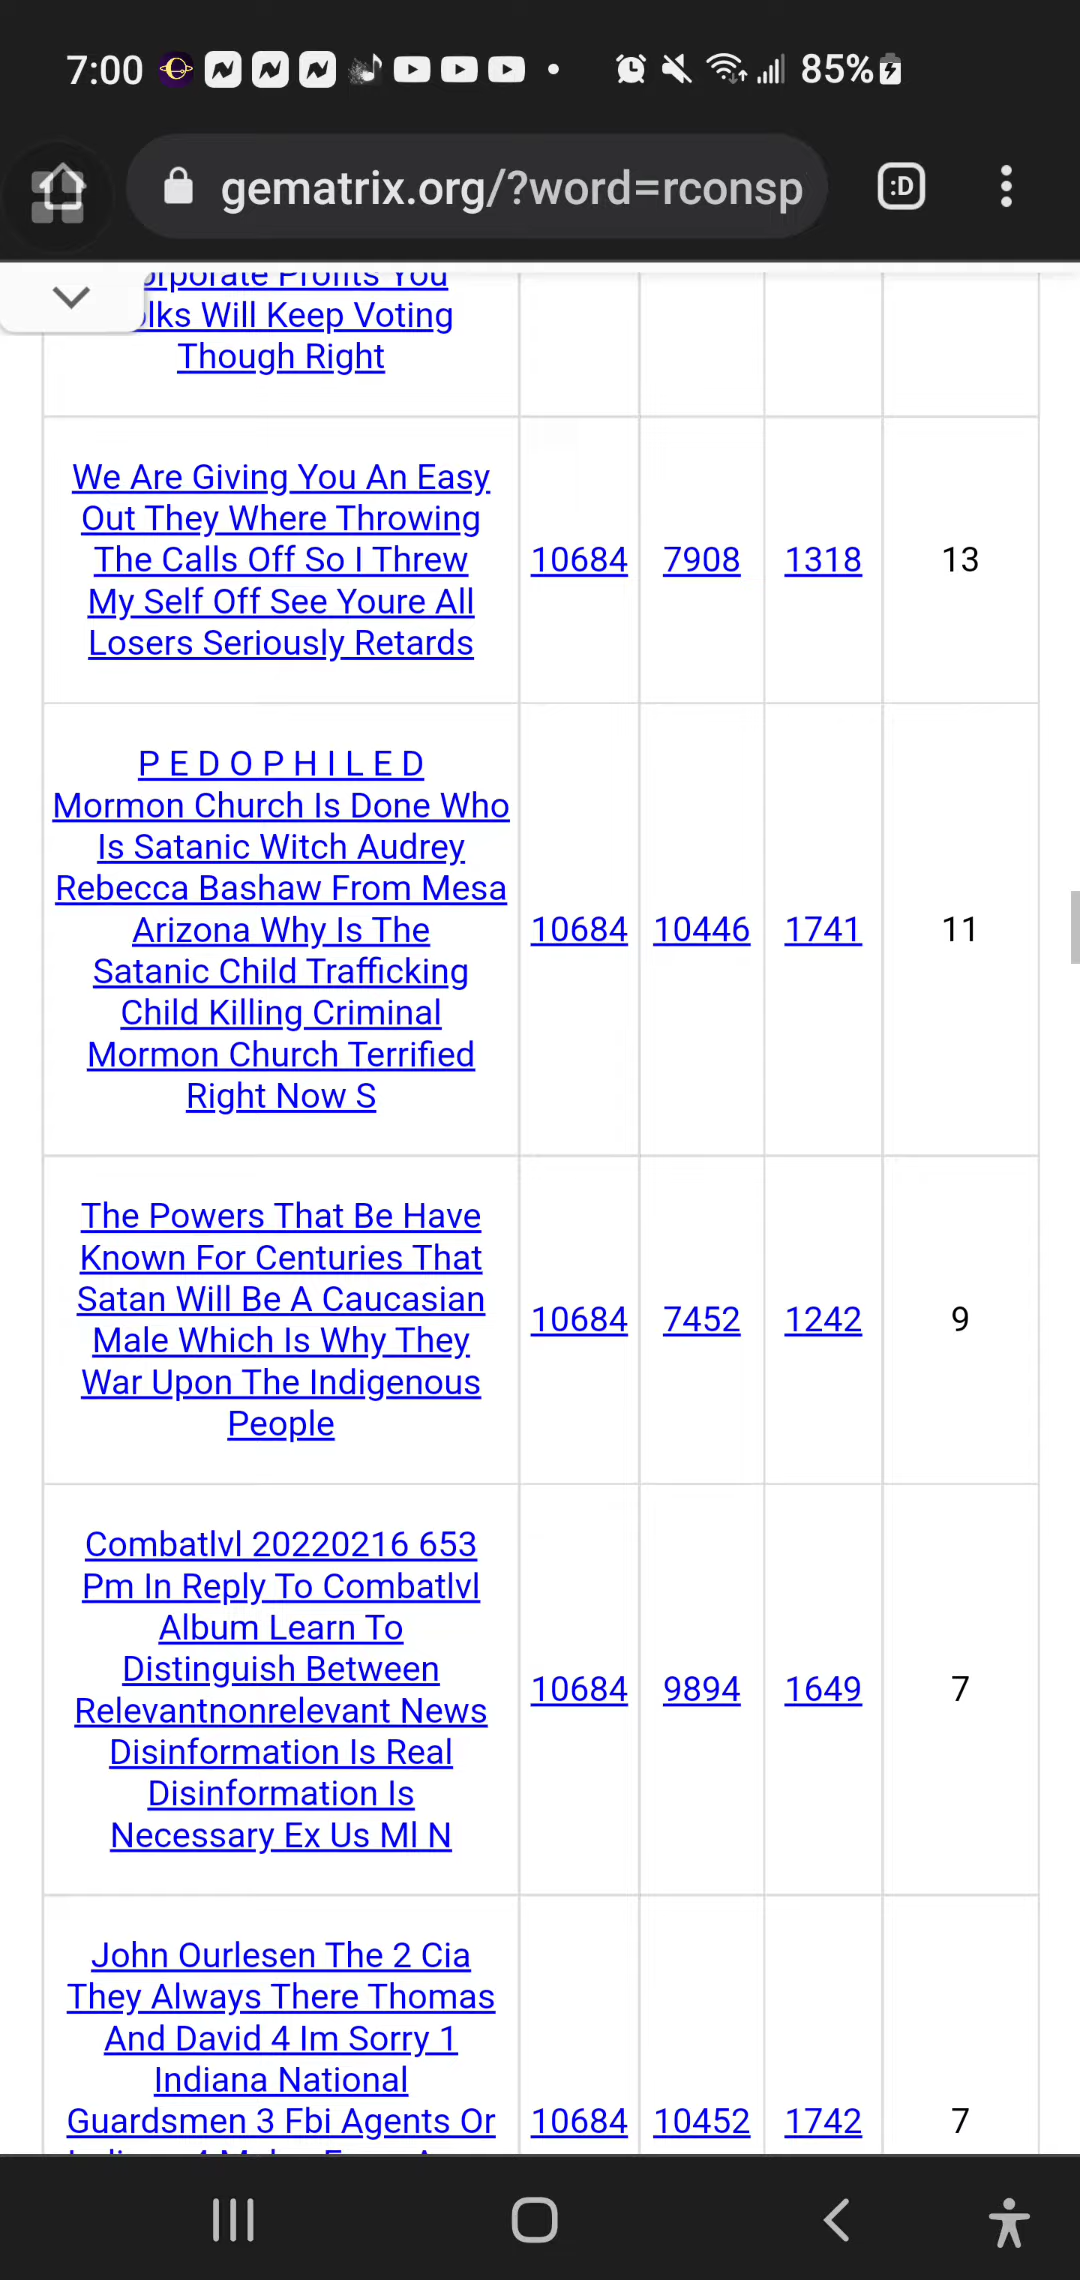 7:00
85%
gematrix.org/?word=rconsp
:D
orporate Profits You
lks Will Keep Voting
Though Right
We Are Giving You An Easy
Out They Where Throwing
The Calls Off So I Threw
My Self Off See Youre All
Losers Seriously Retards
10684 7908 1318 13
P E D O P H I L E D
Mormon Church Is Done Who
Is Satanic Witch Audrey
Rebecca Bashaw From Mesa
Arizona Why Is The
Satanic Child Trafficking
Child Killing Criminal
Mormon Church Terrified
Right Now S
10684 10446 1741 11
The Powers That Be Have
Known For Centuries That
Satan Will Be A Caucasian
Male Which Is Why They
War Upon The Indigenous
People
10684 7452 1242 9
Combatlvl 20220216 653
Pm In Reply To Combatlvl
Album Learn To
Distinguish Between
Relevantnonrelevant News
Disinformation Is Real
Disinformation Is
Necessary Ex Us Ml N
10684 9894 1649 7
John Ourlesen The 2 Cia
They Always There Thomas
And David 4 Im Sorry 1
Indiana National
Guardsmen 3 Fbi Agents Or
10684 10452 1742 7